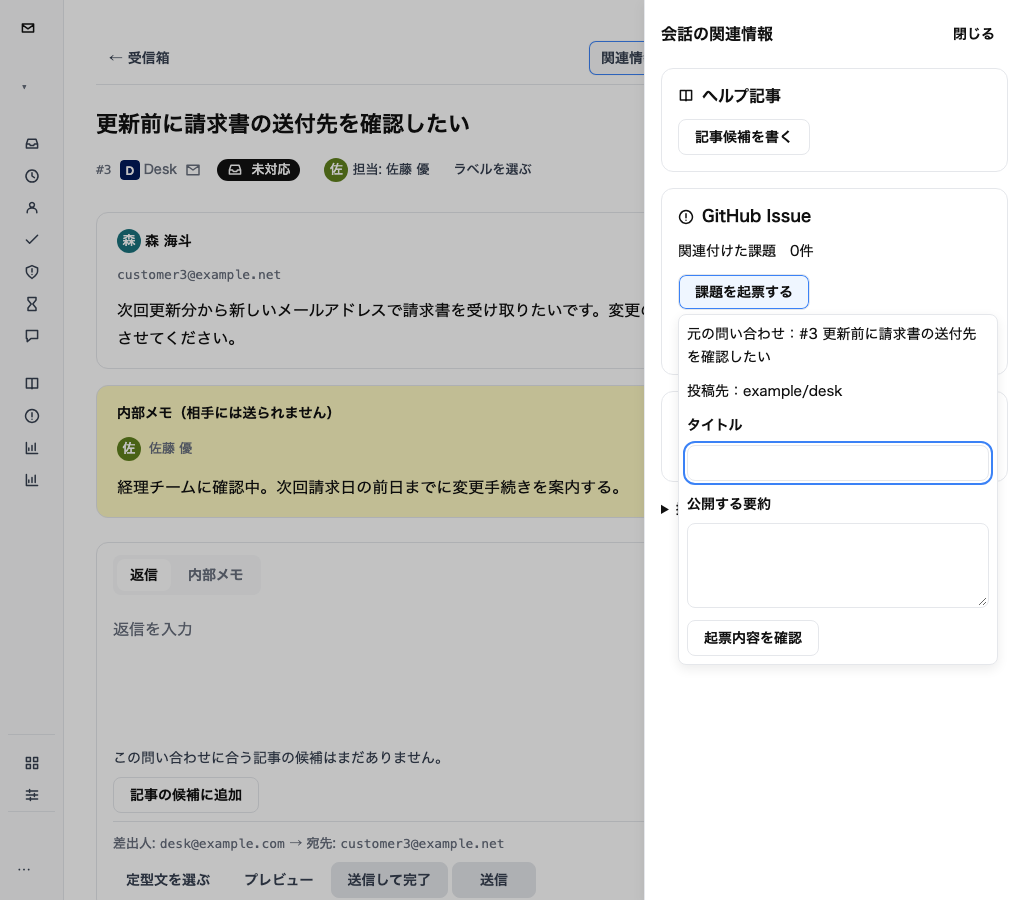 ← 受信箱
関連情
更新前に請求書の送付先を確認したい
#3 D Desk 未対応 佐 担当: 佐藤 優 ラベルを選ぶ
森 森 海斗
customer3@example.net
次回更新分から新しいメールアドレスで請求書を受け取りたいです。変更の
させてください。
内部メモ（相手には送られません）
佐 佐藤 優
経理チームに確認中。次回請求日の前日までに変更手続きを案内する。
返信 内部メモ
返信を入力
この問い合わせに合う記事の候補はまだありません。
記事の候補に追加
差出人: desk@example.com → 宛先: customer3@example.net
定型文を選ぶ プレビュー 送信して完了 送信
会話の関連情報 閉じる
ヘルプ記事
記事候補を書く
GitHub Issue
関連付けた課題 0件
課題を起票する
元の問い合わせ：#3 更新前に請求書の送付先
を確認したい
投稿先：example/desk
タイトル
公開する要約
起票内容を確認